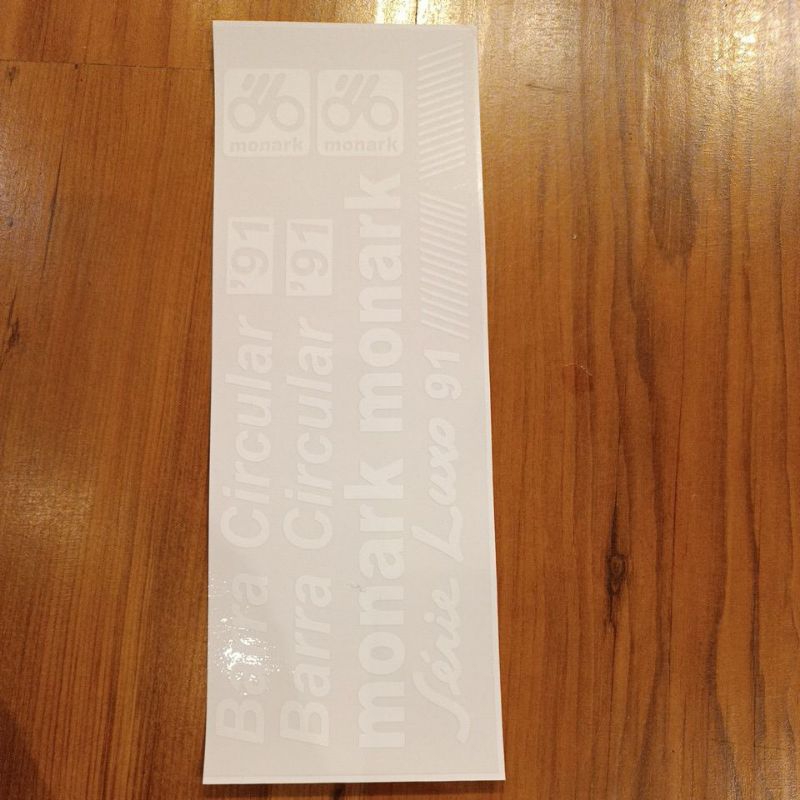 monark
monark
Barra Circular '91
Barra Circular '91
monark monark
Série Luxo 91